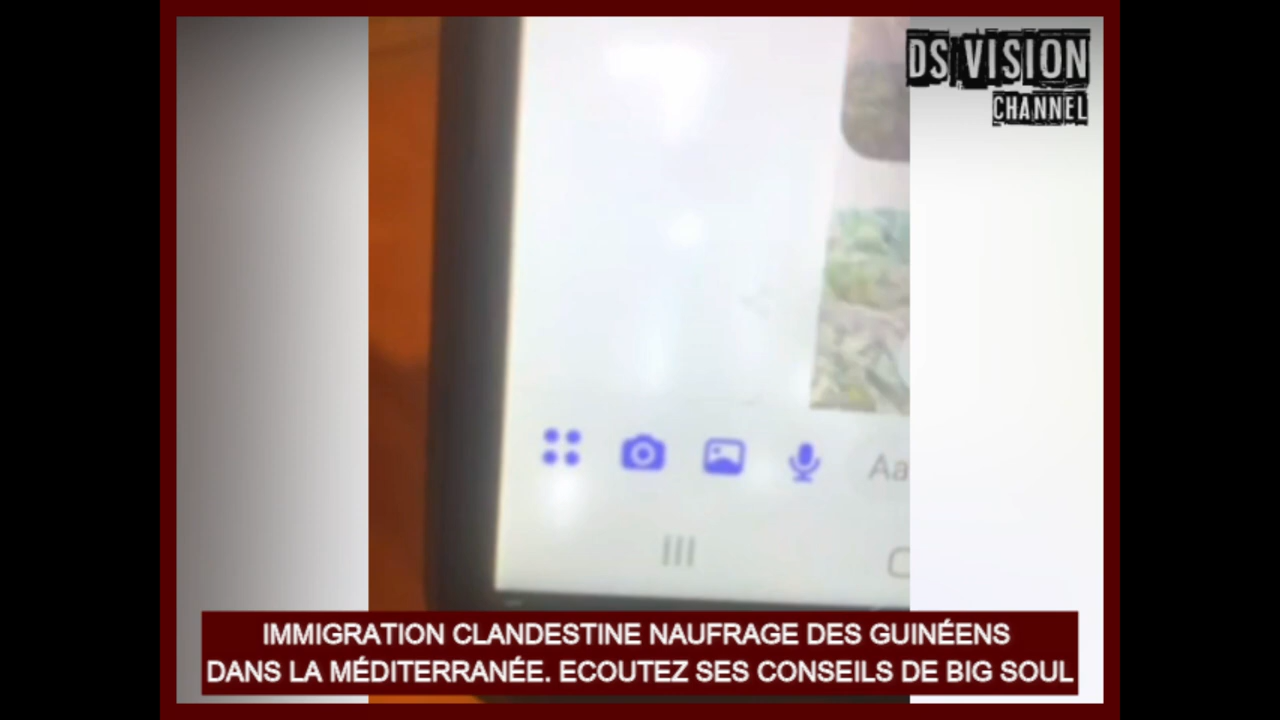 DS VISION
CHANNEL
Aa
IMMIGRATION CLANDESTINE NAUFRAGE DES GUINÉENS
DANS LA MÉDITERRANÉE. ECOUTEZ SES CONSEILS DE BIG SOUL